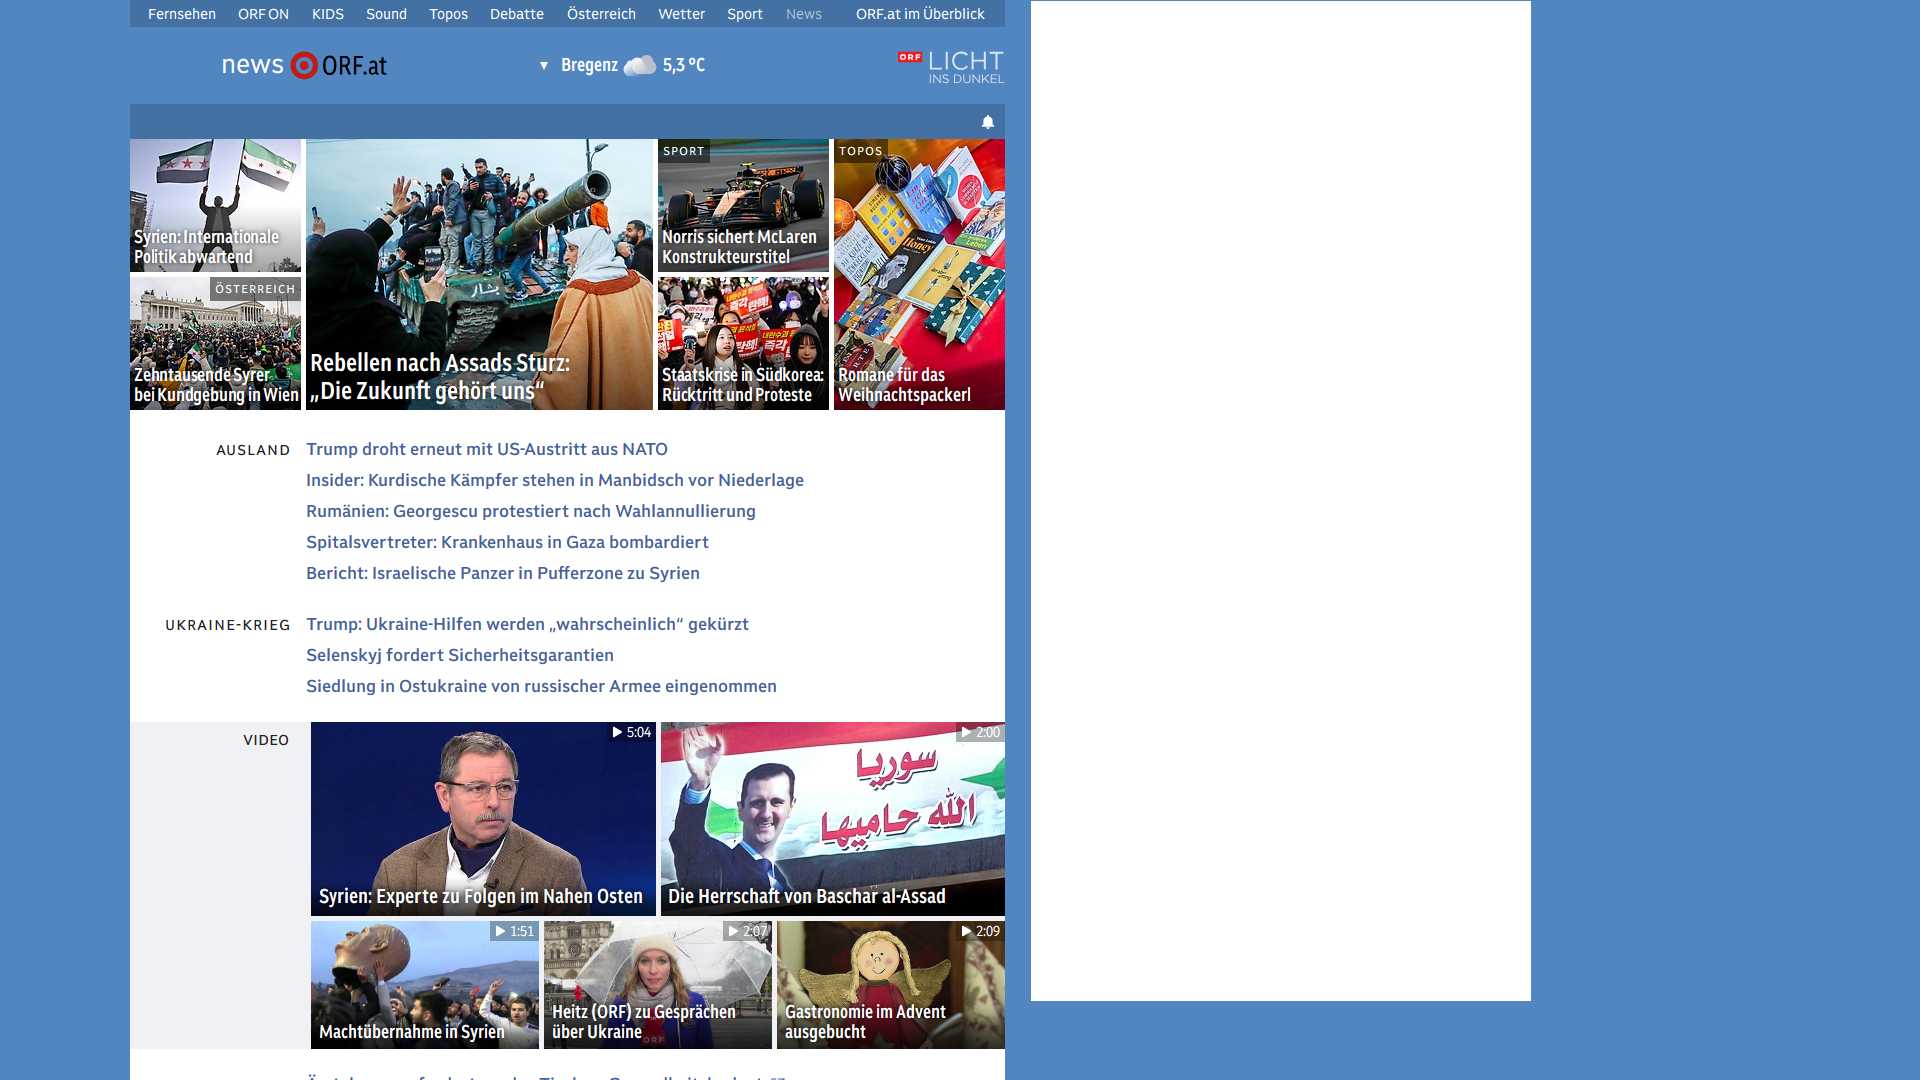 Fernsehen ORF ON KIDS Sound Topos Debatte Österreich Wetter Sport News ORF.at im Überblick
news ORF.at
▼ Bregenz 5,3 °C
ORF LICHT
INS DUNKEL
Syrien: Internationale
Politik abwartend
ÖSTERREICH
Zehntausende Syrer
bei Kundgebung in Wien
بشار
Rebellen nach Assads Sturz:
„Die Zukunft gehört uns“
SPORT
Norris sichert McLaren
Konstrukteurstitel
Staatskrise in Südkorea:
Rücktritt und Proteste
TOPOS
Honey
Romane für das
Weihnachtspackerl
AUSLAND
Trump droht erneut mit US-Austritt aus NATO
Insider: Kurdische Kämpfer stehen in Manbidsch vor Niederlage
Rumänien: Georgescu protestiert nach Wahlannullierung
Spitalsvertreter: Krankenhaus in Gaza bombardiert
Bericht: Israelische Panzer in Pufferzone zu Syrien
UKRAINE-KRIEG
Trump: Ukraine-Hilfen werden „wahrscheinlich“ gekürzt
Selenskyj fordert Sicherheitsgarantien
Siedlung in Ostukraine von russischer Armee eingenommen
VIDEO
5:04
Syrien: Experte zu Folgen im Nahen Osten
2:00
سوريا
الله حاميها
Die Herrschaft von Baschar al-Assad
1:51
Machtübernahme in Syrien
2:07
Heitz (ORF) zu Gesprächen
über Ukraine
ORF
2:09
Gastronomie im Advent
ausgebucht